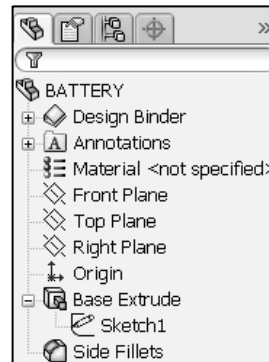 »
BATTERY
Design Binder
A Annotations
Material <not specified>
Front Plane
Top Plane
Right Plane
Origin
Base Extrude
Sketch1
Side Fillets